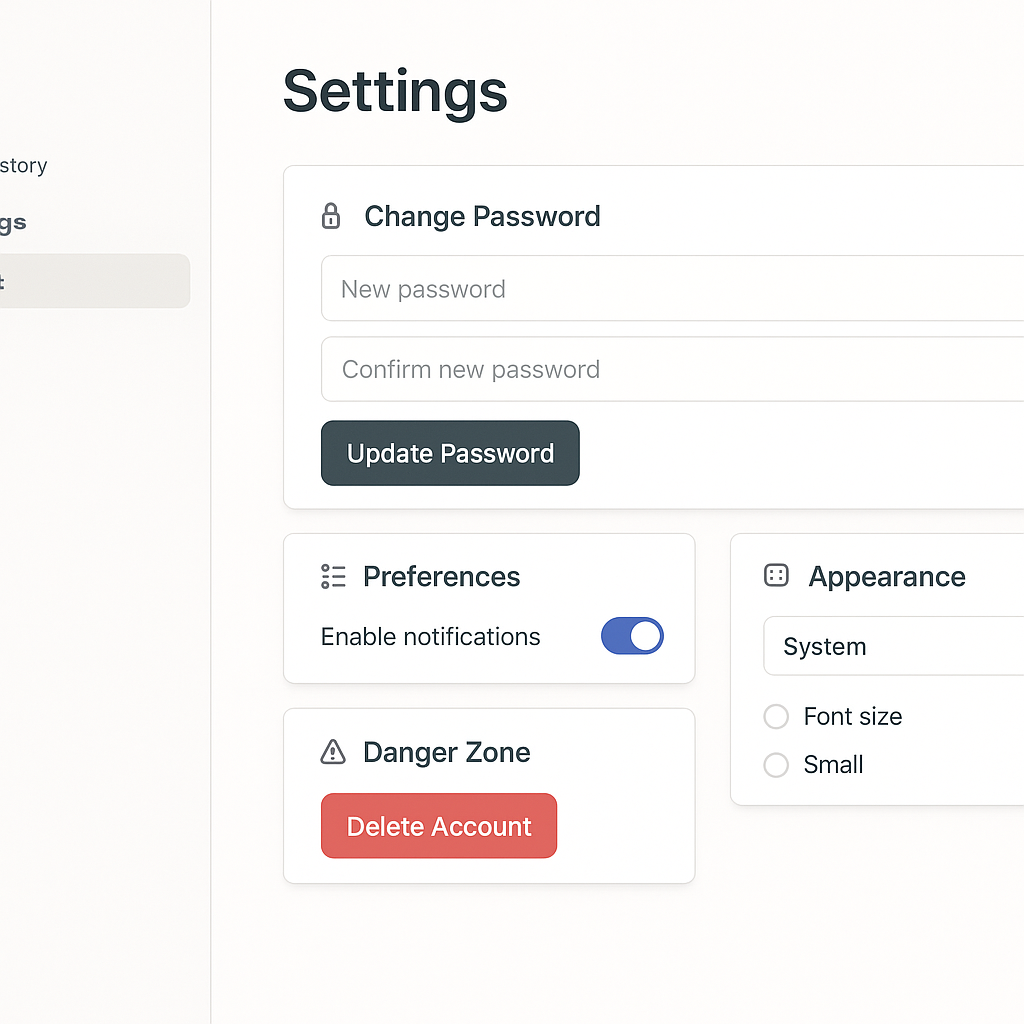 Settings
story
gs
t
Change Password
New password
Confirm new password
Update Password
Preferences
Enable notifications
Appearance
System
Font size
Small
Danger Zone
Delete Account